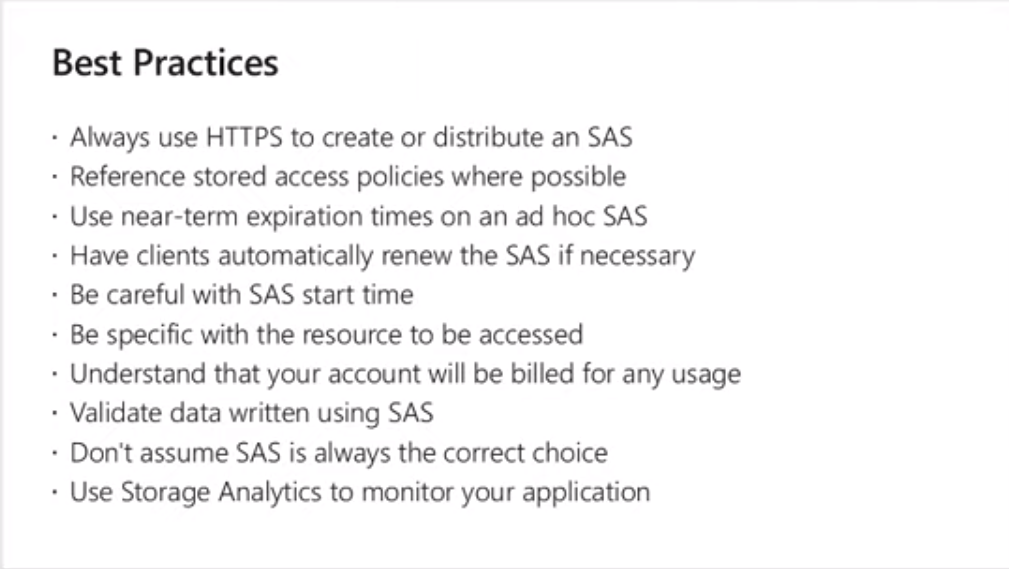 Best Practices
· Always use HTTPS to create or distribute an SAS
· Reference stored access policies where possible
· Use near-term expiration times on an ad hoc SAS
· Have clients automatically renew the SAS if necessary
· Be careful with SAS start time
· Be specific with the resource to be accessed
· Understand that your account will be billed for any usage
· Validate data written using SAS
· Don't assume SAS is always the correct choice
· Use Storage Analytics to monitor your application